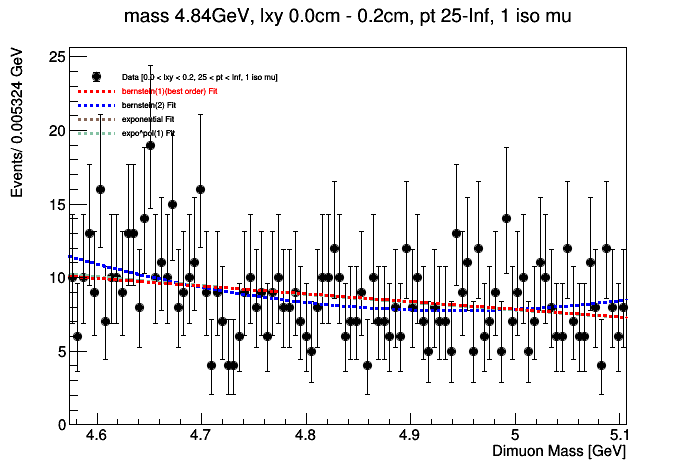 mass 4.84GeV, lxy 0.0cm - 0.2cm, pt 25-Inf, 1 iso mu
Events/ 0.005324 GeV
25
20
15
10
5
0
Data [0.0 < lxy < 0.2, 25 < pt < Inf, 1 iso mu]
bernstein(1)(best order) Fit
bernstein(2) Fit
exponential Fit
expo*pol(1) Fit
4.6 4.7 4.8 4.9 5 5.1
Dimuon Mass [GeV]